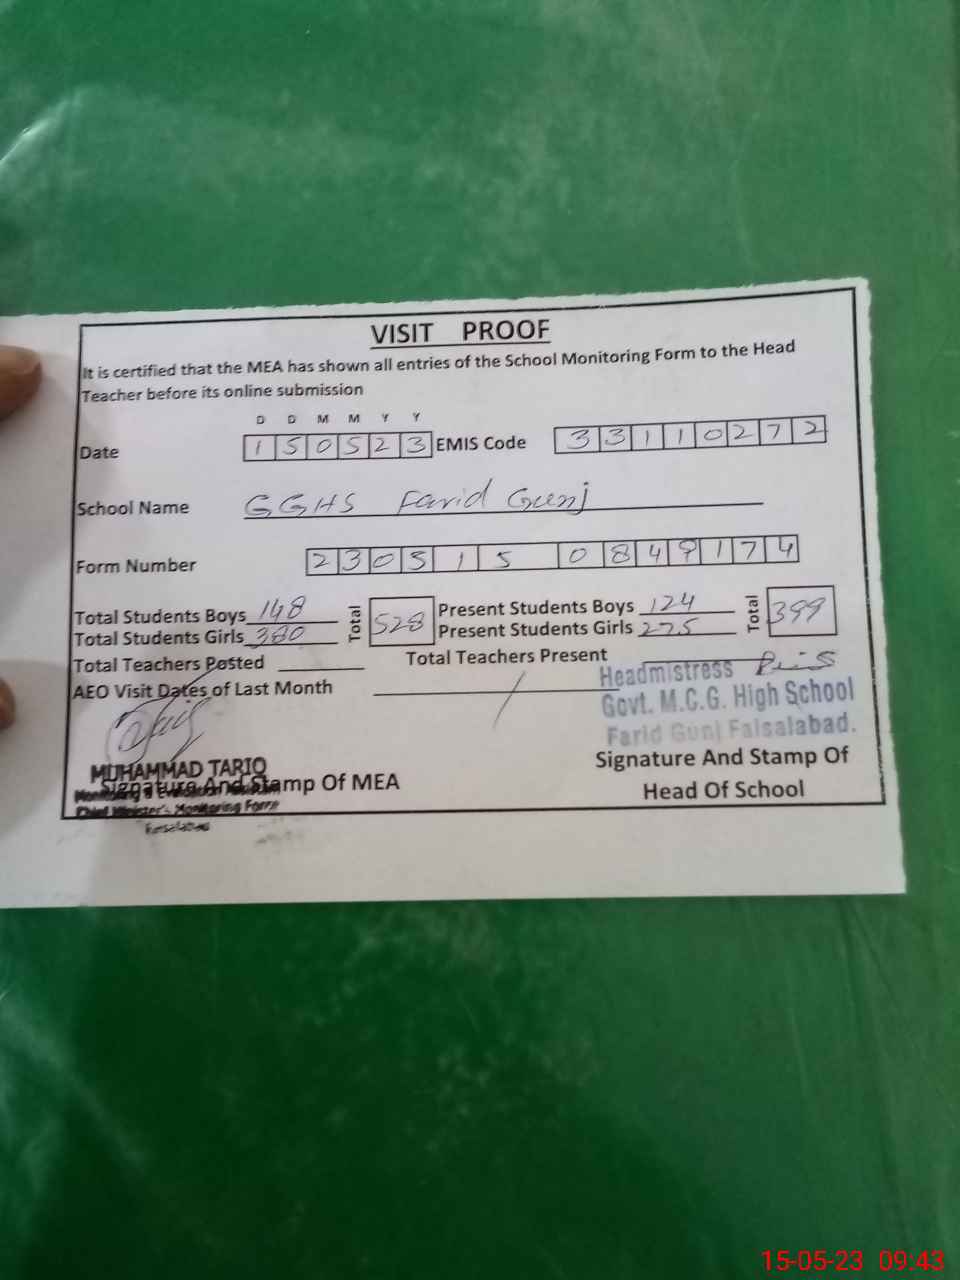 VISIT PROOF
It is certified that the MEA has shown all entries of the School Monitoring Form to the Head
Teacher before its online submission
D D M M Y Y
Date 1 5 0 5 2 3 EMIS Code 3 3 1 1 0 2 7 2
School Name GGHS Farid Gunj
Form Number 2 3 0 5 1 5 0 8 4 9 1 7 4
Total Students Boys 148 Total 528 Present Students Boys 124 Total 399
Total Students Girls 380 Present Students Girls 275
Total Teachers Posted Total Teachers Present
AEO Visit Dates of Last Month /
Headmistress
Govt. M.C.G. High School
Farid Gunj Faisalabad.
MUHAMMAD TARIQ
Signature And Stamp Of MEA
Monitoring & Evaluation Assistant
Chief Minister's Monitoring Force
Faisalabad
Signature And Stamp Of
Head Of School
15-05-23 09:43